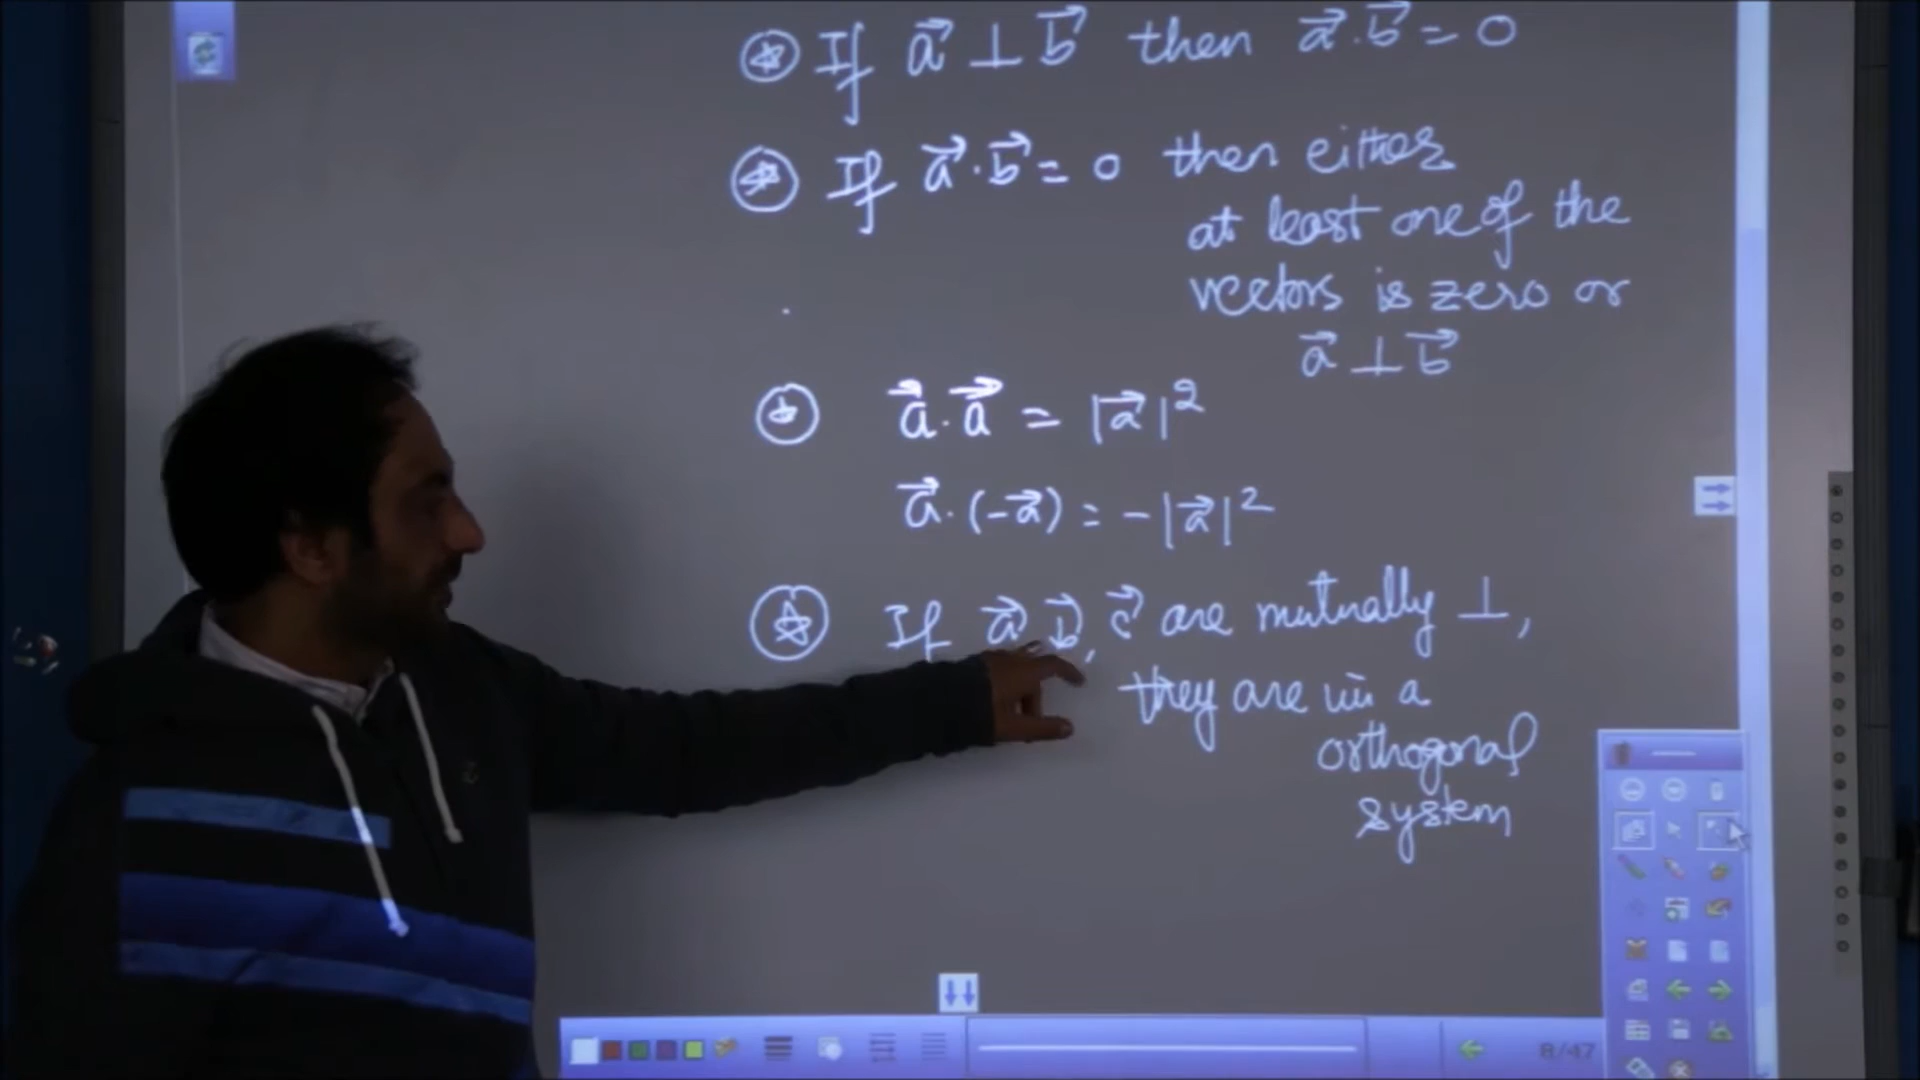 If a⃗ ⊥ b⃗ then a⃗ . b⃗ = 0
If a⃗ . b⃗ = 0 then either
at least one of the
vectors is zero or
a⃗ ⊥ b⃗
a⃗ . a⃗ = |a⃗|²
a⃗ . (-a⃗) = -|a⃗|²
If a⃗ b⃗, c⃗ are mutually ⊥,
they are in a
orthogonal
system
8/47